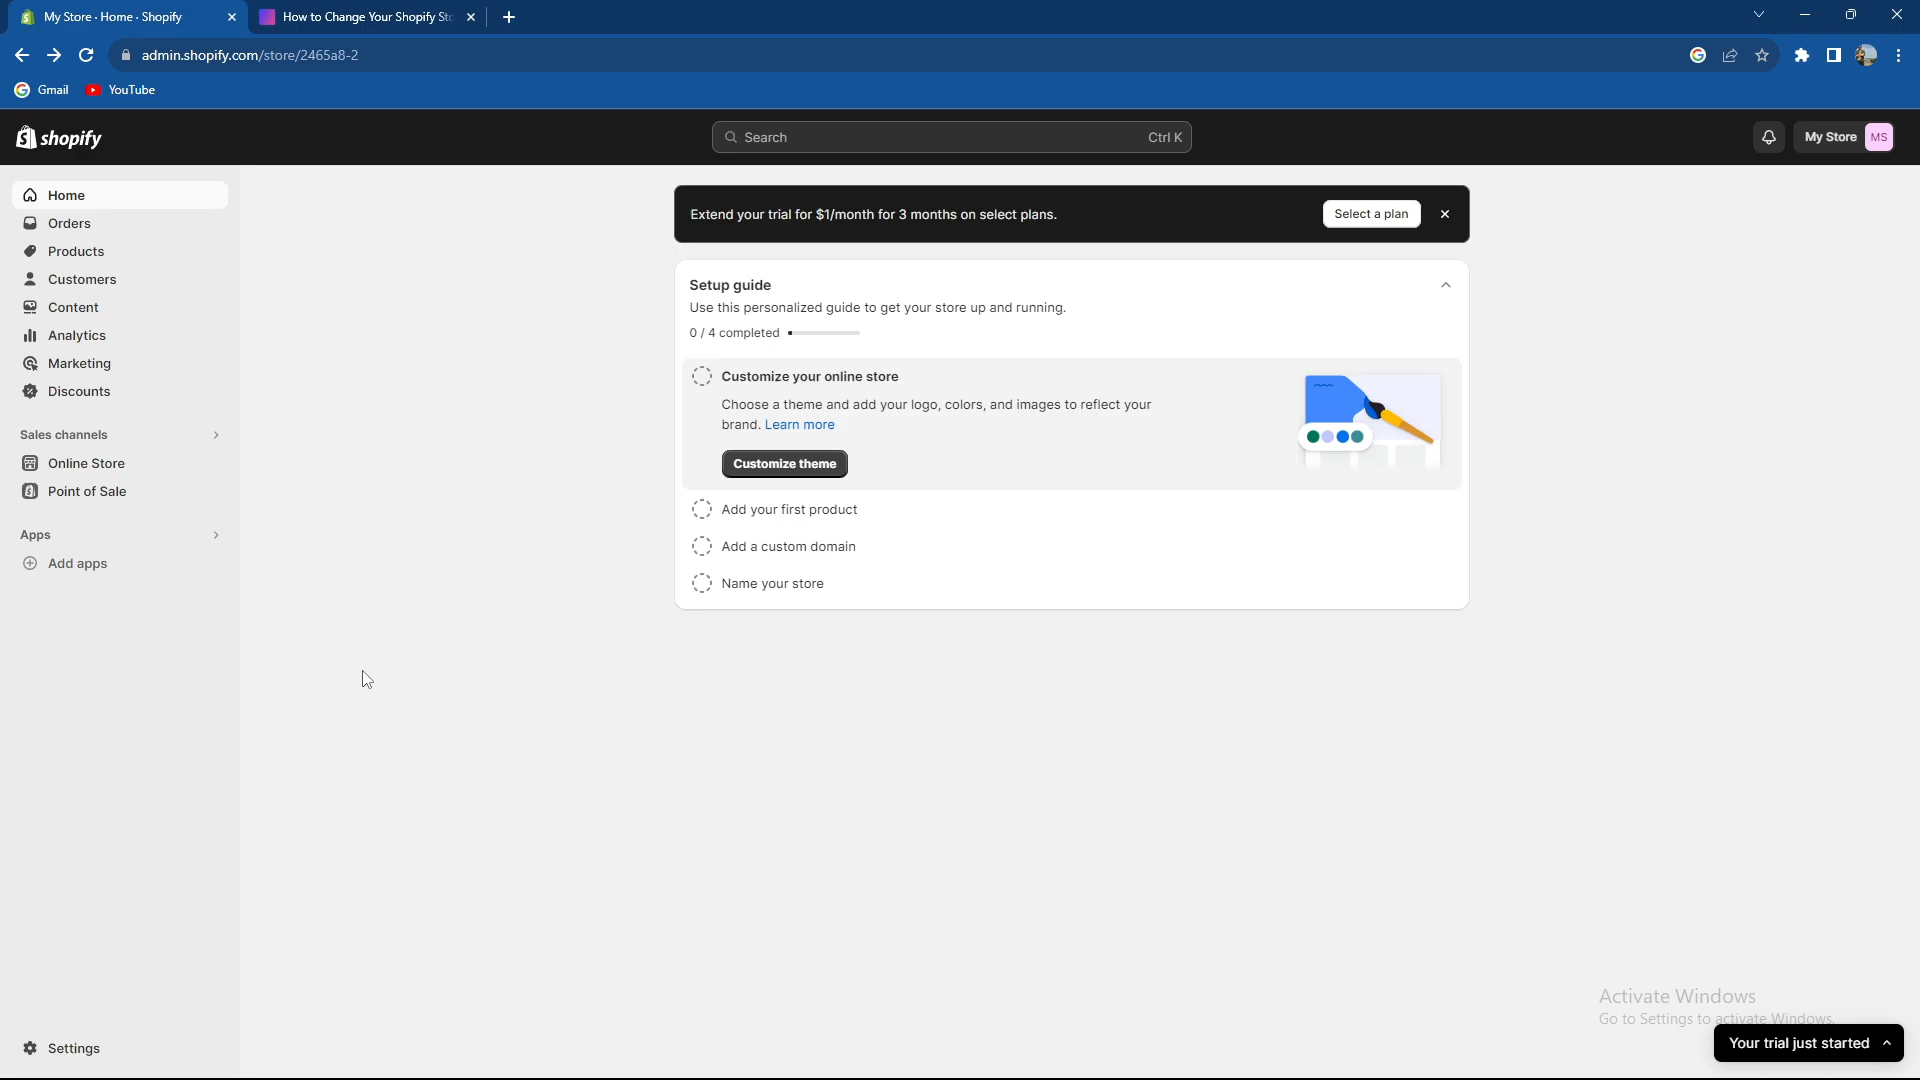 My Store · Home · Shopify
How to Change Your Shopify Sto
admin.shopify.com/store/2465a8-2
Gmail
YouTube
shopify
Search
Ctrl K
My Store
MS
Home
Orders
Products
Customers
Content
Analytics
Marketing
Discounts
Sales channels
Online Store
Point of Sale
Apps
Add apps
Settings
Extend your trial for $1/month for 3 months on select plans.
Select a plan
Setup guide
Use this personalized guide to get your store up and running.
0 / 4 completed
Customize your online store
Choose a theme and add your logo, colors, and images to reflect your
brand. Learn more
Customize theme
Add your first product
Add a custom domain
Name your store
Activate Windows
Go to Settings to activate Windows.
Your trial just started